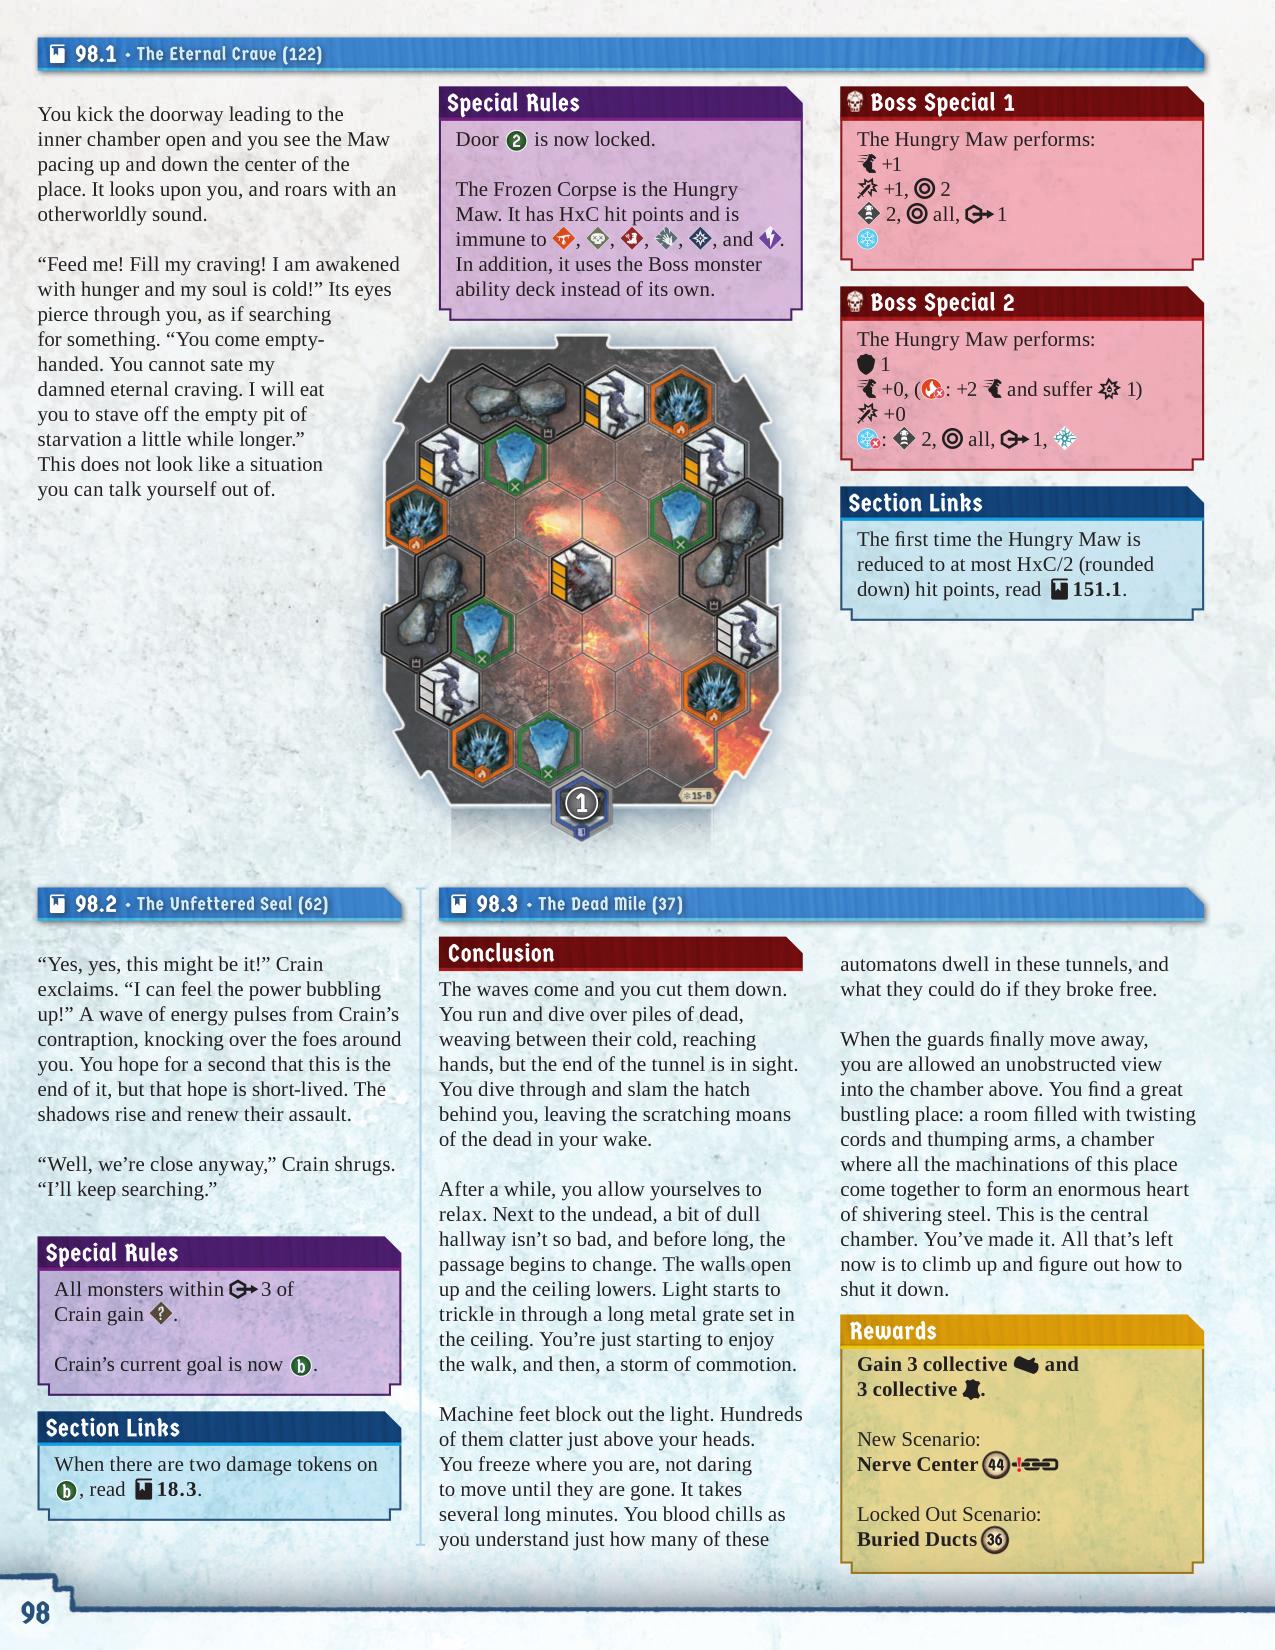 98.1 • The Eternal Crave (122)
You kick the doorway leading to the
inner chamber open and you see the Maw
pacing up and down the center of the
place. It looks upon you, and roars with an
otherworldly sound.
“Feed me! Fill my craving! I am awakened
with hunger and my soul is cold!” Its eyes
pierce through you, as if searching
for something. “You come empty-
handed. You cannot sate my
damned eternal craving. I will eat
you to stave off the empty pit of
starvation a little while longer.”
This does not look like a situation
you can talk yourself out of.
Special Rules
Door 2 is now locked.
The Frozen Corpse is the Hungry
Maw. It has HxC hit points and is
immune to , , , , , and .
In addition, it uses the Boss monster
ability deck instead of its own.
1
15-B
Boss Special 1
The Hungry Maw performs:
+1
+1, 2
2, all, 1
Boss Special 2
The Hungry Maw performs:
1
+0, ( : +2 and suffer 1)
+0
: 2, all, 1,
Section Links
The first time the Hungry Maw is
reduced to at most HxC/2 (rounded
down) hit points, read 151.1.
98.2 • The Unfettered Seal (62)
“Yes, yes, this might be it!” Crain
exclaims. “I can feel the power bubbling
up!” A wave of energy pulses from Crain’s
contraption, knocking over the foes around
you. You hope for a second that this is the
end of it, but that hope is short-lived. The
shadows rise and renew their assault.
“Well, we’re close anyway,” Crain shrugs.
“I’ll keep searching.”
Special Rules
All monsters within 3 of
Crain gain ?.
Crain’s current goal is now b.
Section Links
When there are two damage tokens on
b, read 18.3.
98.3 • The Dead Mile (37)
Conclusion
The waves come and you cut them down.
You run and dive over piles of dead,
weaving between their cold, reaching
hands, but the end of the tunnel is in sight.
You dive through and slam the hatch
behind you, leaving the scratching moans
of the dead in your wake.
After a while, you allow yourselves to
relax. Next to the undead, a bit of dull
hallway isn’t so bad, and before long, the
passage begins to change. The walls open
up and the ceiling lowers. Light starts to
trickle in through a long metal grate set in
the ceiling. You’re just starting to enjoy
the walk, and then, a storm of commotion.
Machine feet block out the light. Hundreds
of them clatter just above your heads.
You freeze where you are, not daring
to move until they are gone. It takes
several long minutes. You blood chills as
you understand just how many of these
automatons dwell in these tunnels, and
what they could do if they broke free.
When the guards finally move away,
you are allowed an unobstructed view
into the chamber above. You find a great
bustling place: a room filled with twisting
cords and thumping arms, a chamber
where all the machinations of this place
come together to form an enormous heart
of shivering steel. This is the central
chamber. You’ve made it. All that’s left
now is to climb up and figure out how to
shut it down.
Rewards
Gain 3 collective and
3 collective .
New Scenario:
Nerve Center 44 !
Locked Out Scenario:
Buried Ducts 36
98